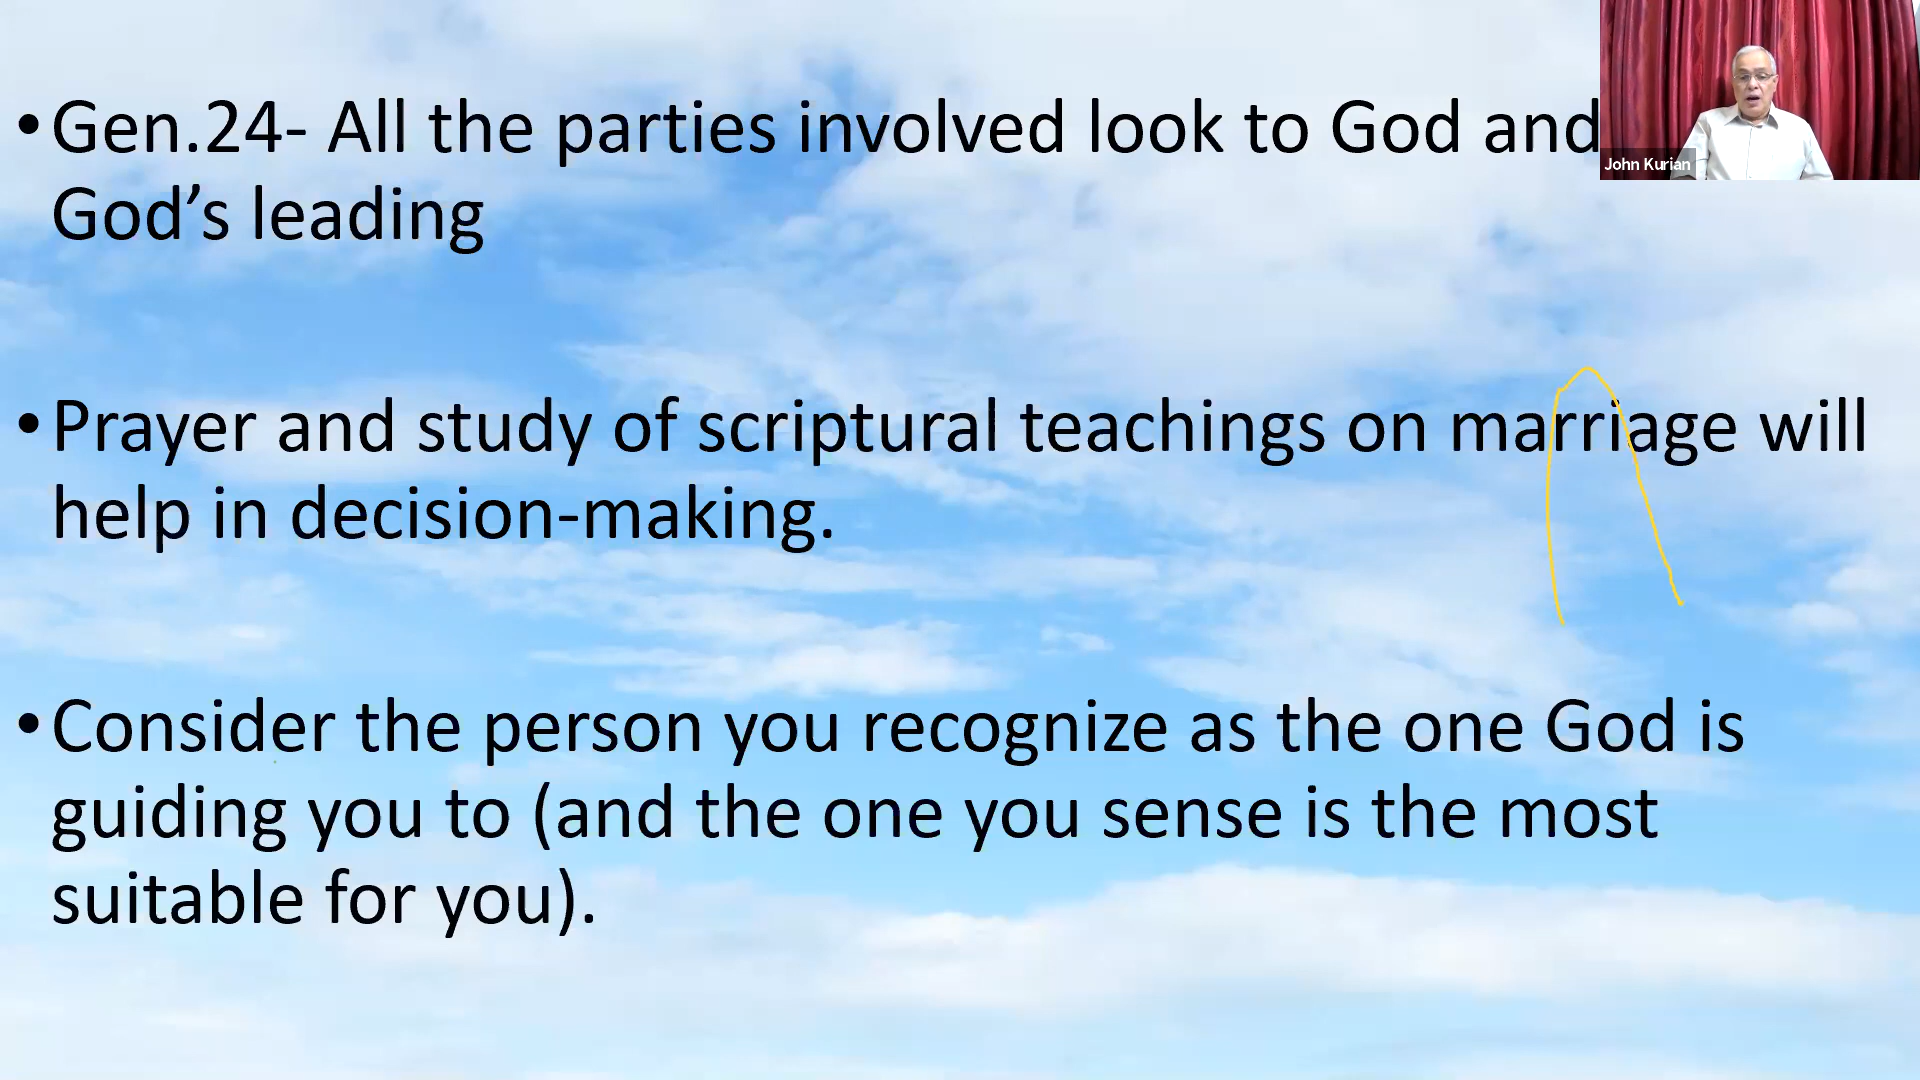 •Gen.24- All the parties involved look to God and
God’s leading
•Prayer and study of scriptural teachings on marriage will
help in decision-making.
•Consider the person you recognize as the one God is
guiding you to (and the one you sense is the most
suitable for you).
John Kurian